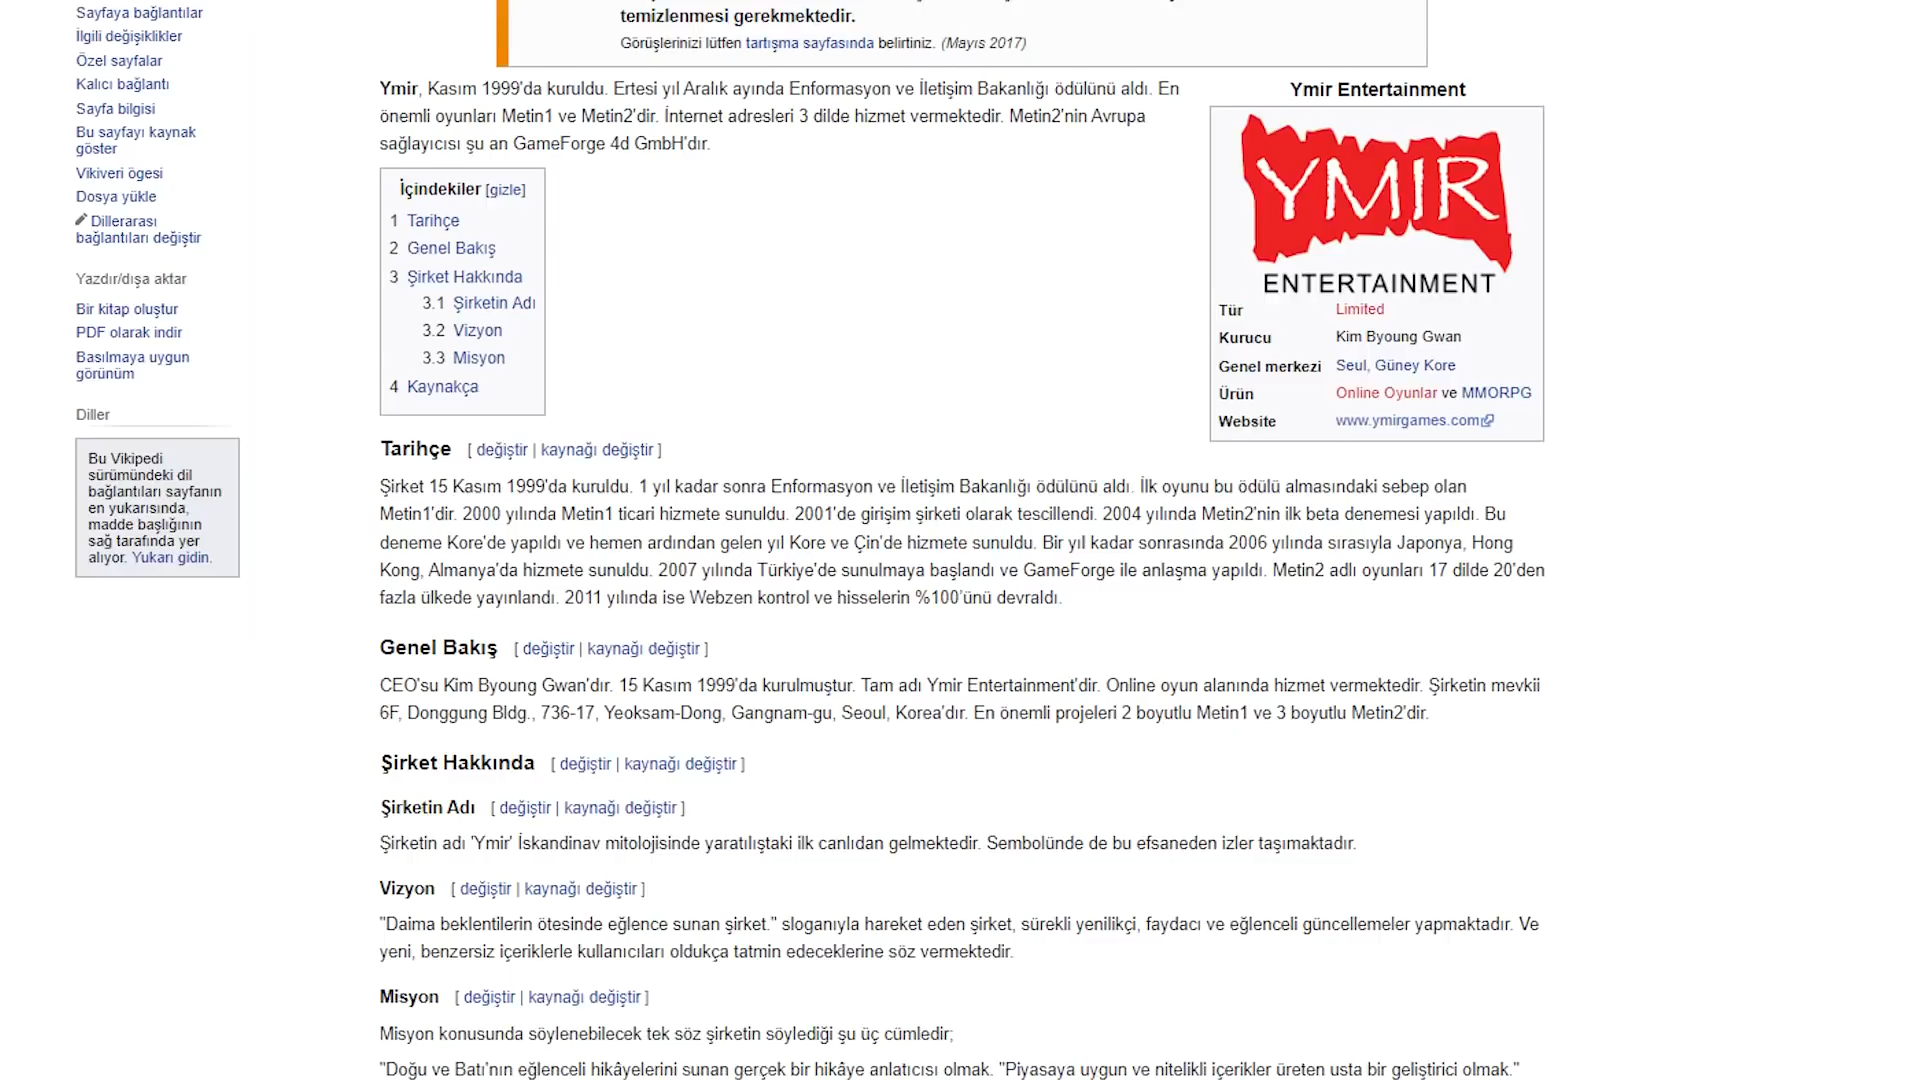 Sayfaya bağlantılar
İlgili değişiklikler
Özel sayfalar
Kalıcı bağlantı
Sayfa bilgisi
Bu sayfayı kaynak
göster
Vikiveri ögesi
Dosya yükle
Dillerarası
bağlantıları değiştir
Yazdır/dışa aktar
Bir kitap oluştur
PDF olarak indir
Basılmaya uygun
görünüm
Diller
Bu Vikipedi
sürümündeki dil
bağlantıları sayfanın
en yukarısında,
madde başlığının
sağ tarafında yer
alıyor. Yukarı gidin.
temizlenmesi gerekmektedir.
Görüşlerinizi lütfen tartışma sayfasında belirtiniz. (Mayıs 2017)
Ymir, Kasım 1999'da kuruldu. Ertesi yıl Aralık ayında Enformasyon ve İletişim Bakanlığı ödülünü aldı. En
önemli oyunları Metin1 ve Metin2'dir. İnternet adresleri 3 dilde hizmet vermektedir. Metin2'nin Avrupa
sağlayıcısı şu an GameForge 4d GmbH'dır.
İçindekiler [gizle]
1 Tarihçe
2 Genel Bakış
3 Şirket Hakkında
3.1 Şirketin Adı
3.2 Vizyon
3.3 Misyon
4 Kaynakça
Ymir Entertainment
YMIR
ENTERTAINMENT
Tür Limited
Kurucu Kim Byoung Gwan
Genel merkezi Seul, Güney Kore
Ürün Online Oyunlar ve MMORPG
Website www.ymirgames.com
Tarihçe [ değiştir | kaynağı değiştir ]
Şirket 15 Kasım 1999'da kuruldu. 1 yıl kadar sonra Enformasyon ve İletişim Bakanlığı ödülünü aldı. İlk oyunu bu ödülü almasındaki sebep olan
Metin1'dir. 2000 yılında Metin1 ticari hizmete sunuldu. 2001'de girişim şirketi olarak tescillendi. 2004 yılında Metin2'nin ilk beta denemesi yapıldı. Bu
deneme Kore'de yapıldı ve hemen ardından gelen yıl Kore ve Çin'de hizmete sunuldu. Bir yıl kadar sonrasında 2006 yılında sırasıyla Japonya, Hong
Kong, Almanya'da hizmete sunuldu. 2007 yılında Türkiye'de sunulmaya başlandı ve GameForge ile anlaşma yapıldı. Metin2 adlı oyunları 17 dilde 20'den
fazla ülkede yayınlandı. 2011 yılında ise Webzen kontrol ve hisselerin %100'ünü devraldı.
Genel Bakış [ değiştir | kaynağı değiştir ]
CEO'su Kim Byoung Gwan'dır. 15 Kasım 1999'da kurulmuştur. Tam adı Ymir Entertainment'dir. Online oyun alanında hizmet vermektedir. Şirketin mevkii
6F, Donggung Bldg., 736-17, Yeoksam-Dong, Gangnam-gu, Seoul, Korea'dır. En önemli projeleri 2 boyutlu Metin1 ve 3 boyutlu Metin2'dir.
Şirket Hakkında [ değiştir | kaynağı değiştir ]
Şirketin Adı [ değiştir | kaynağı değiştir ]
Şirketin adı 'Ymir' İskandinav mitolojisinde yaratılıştaki ilk canlıdan gelmektedir. Sembolünde de bu efsaneden izler taşımaktadır.
Vizyon [ değiştir | kaynağı değiştir ]
"Daima beklentilerin ötesinde eğlence sunan şirket." sloganıyla hareket eden şirket, sürekli yenilikçi, faydacı ve eğlenceli güncellemeler yapmaktadır. Ve
yeni, benzersiz içeriklerle kullanıcıları oldukça tatmin edeceklerine söz vermektedir.
Misyon [ değiştir | kaynağı değiştir ]
Misyon konusunda söylenebilecek tek söz şirketin söylediği şu üç cümledir;
"Doğu ve Batı'nın eğlenceli hikâyelerini sunan gerçek bir hikâye anlatıcısı olmak. "Piyasaya uygun ve nitelikli içerikler üreten usta bir geliştirici olmak."